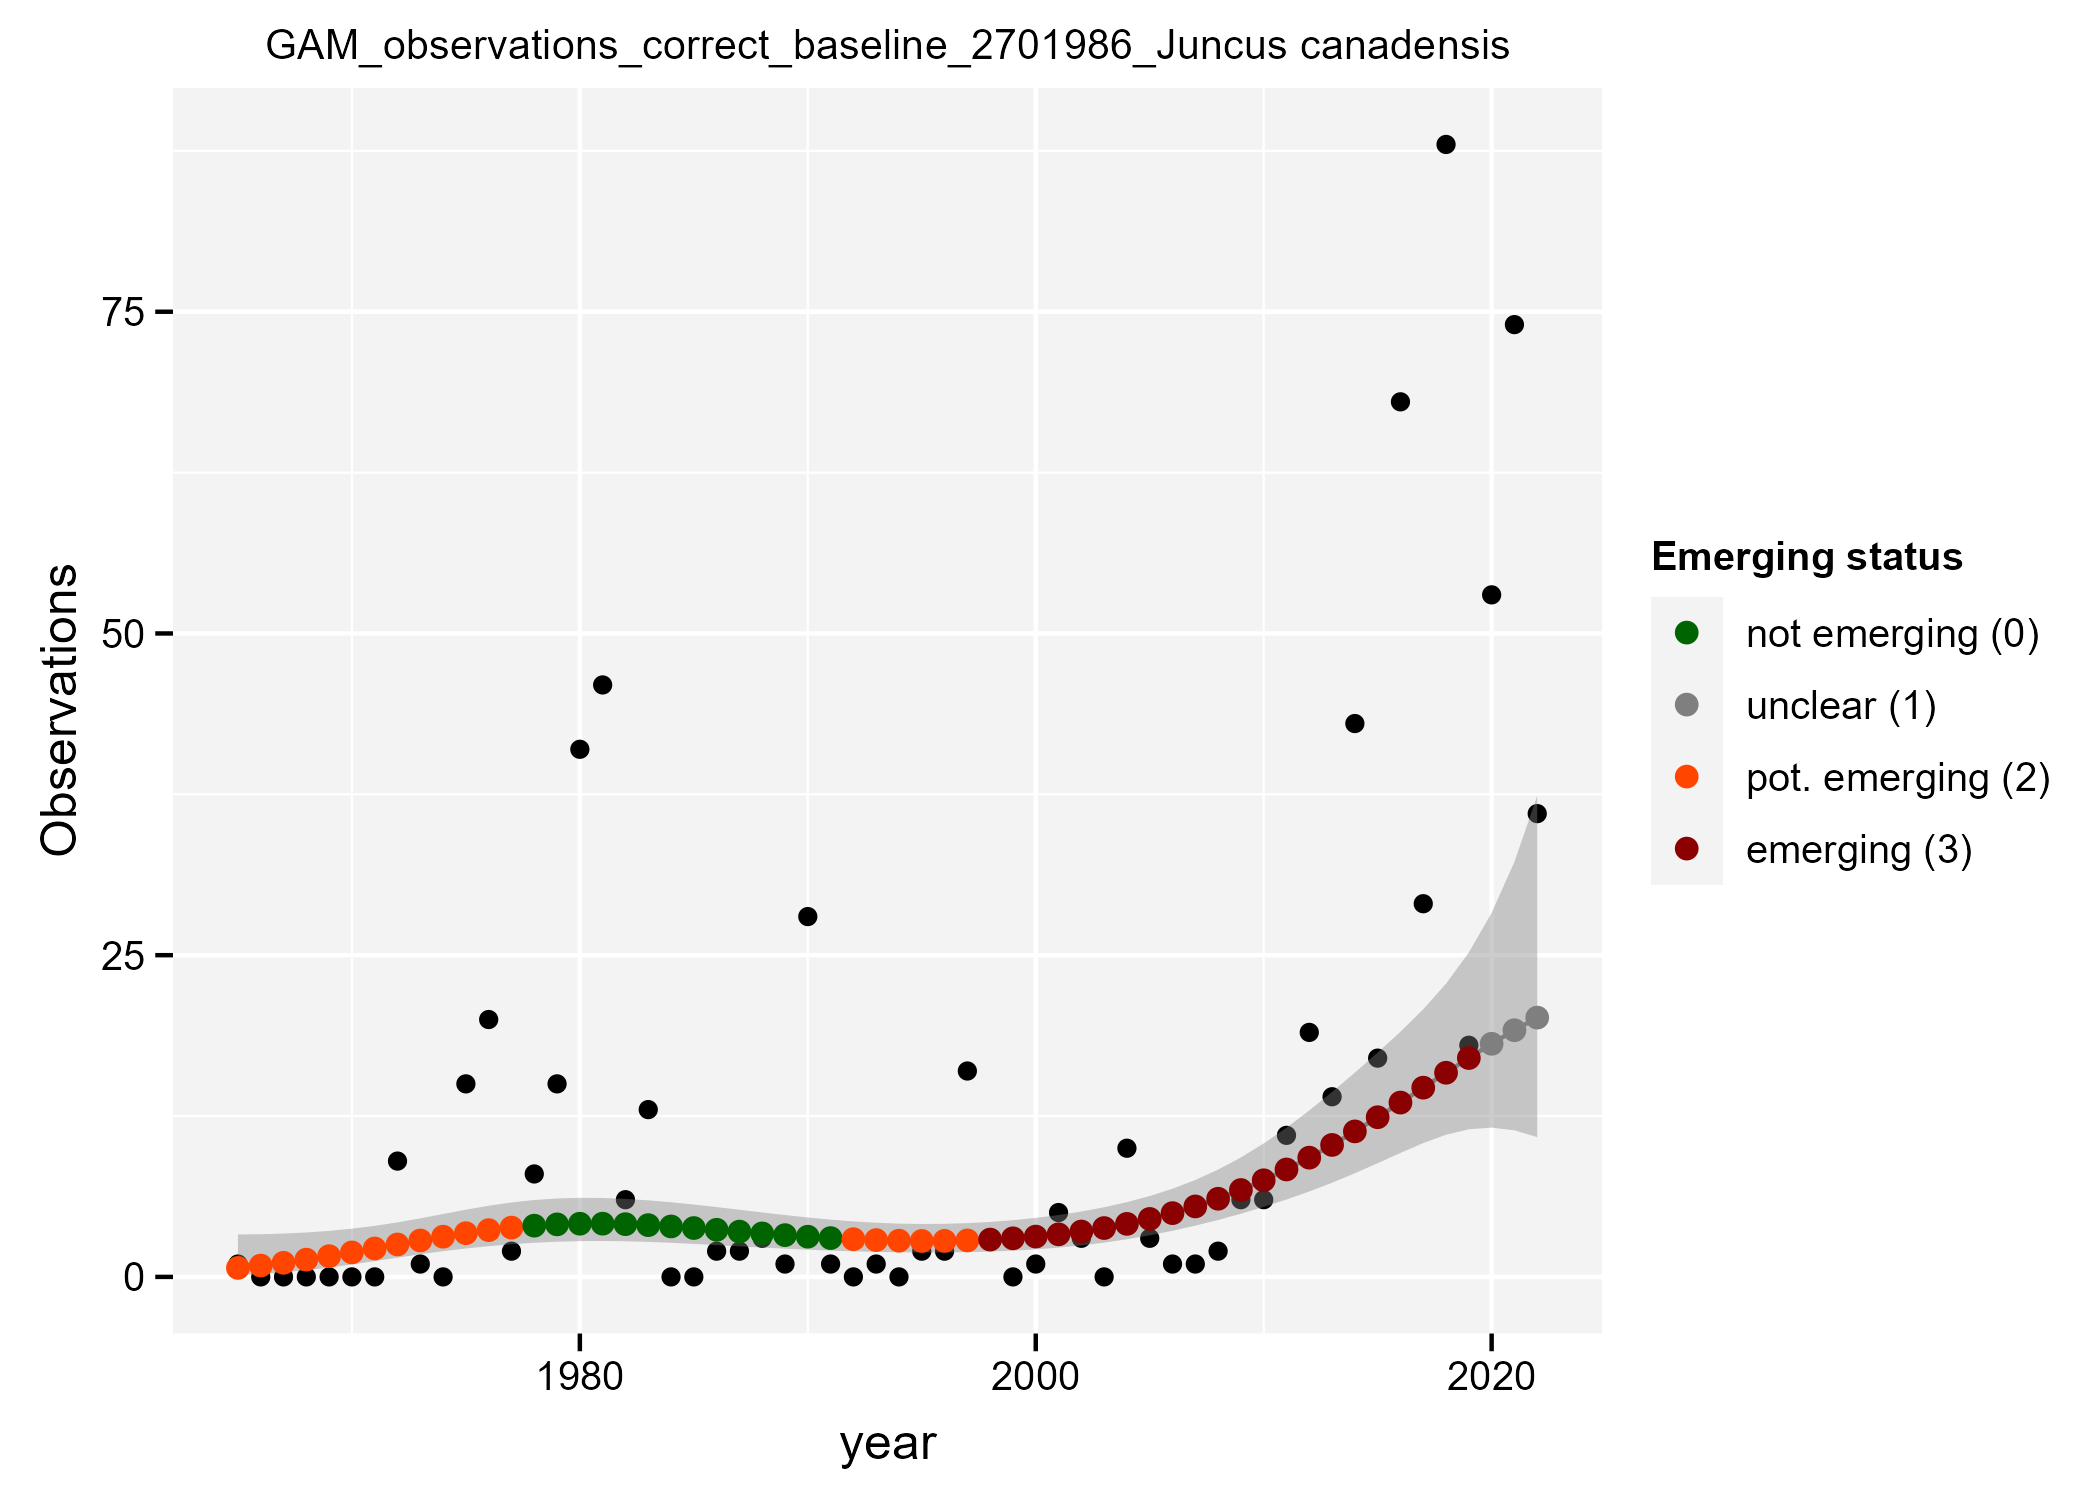 GAM_observations_correct_baseline_2701986_Juncus canadensis
Observations
75
50
25
0
1980
2000
2020
year
Emerging status
not emerging (0)
unclear (1)
pot. emerging (2)
emerging (3)